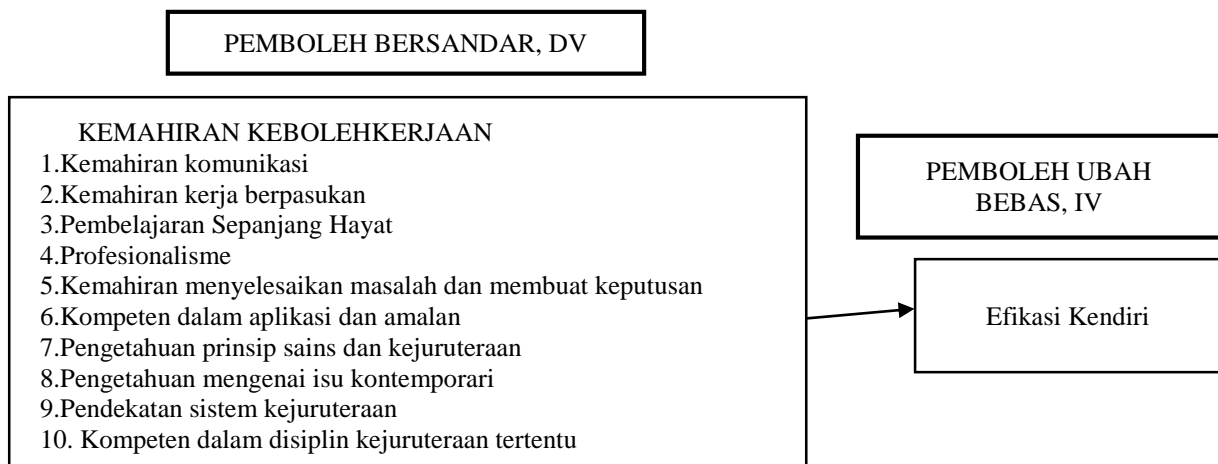 PEMBOLEH BERSANDAR, DV
KEMAHIRAN KEBOLEHKERJAAN
1.Kemahiran komunikasi
2.Kemahiran kerja berpasukan
3.Pembelajaran Sepanjang Hayat
4.Profesionalisme
5.Kemahiran menyelesaikan masalah dan membuat keputusan
6.Kompeten dalam aplikasi dan amalan
7.Pengetahuan prinsip sains dan kejuruteraan
8.Pengetahuan mengenai isu kontemporari
9.Pendekatan sistem kejuruteraan
10. Kompeten dalam disiplin kejuruteraan tertentu
PEMBOLEH UBAH
BEBAS, IV
Efikasi Kendiri